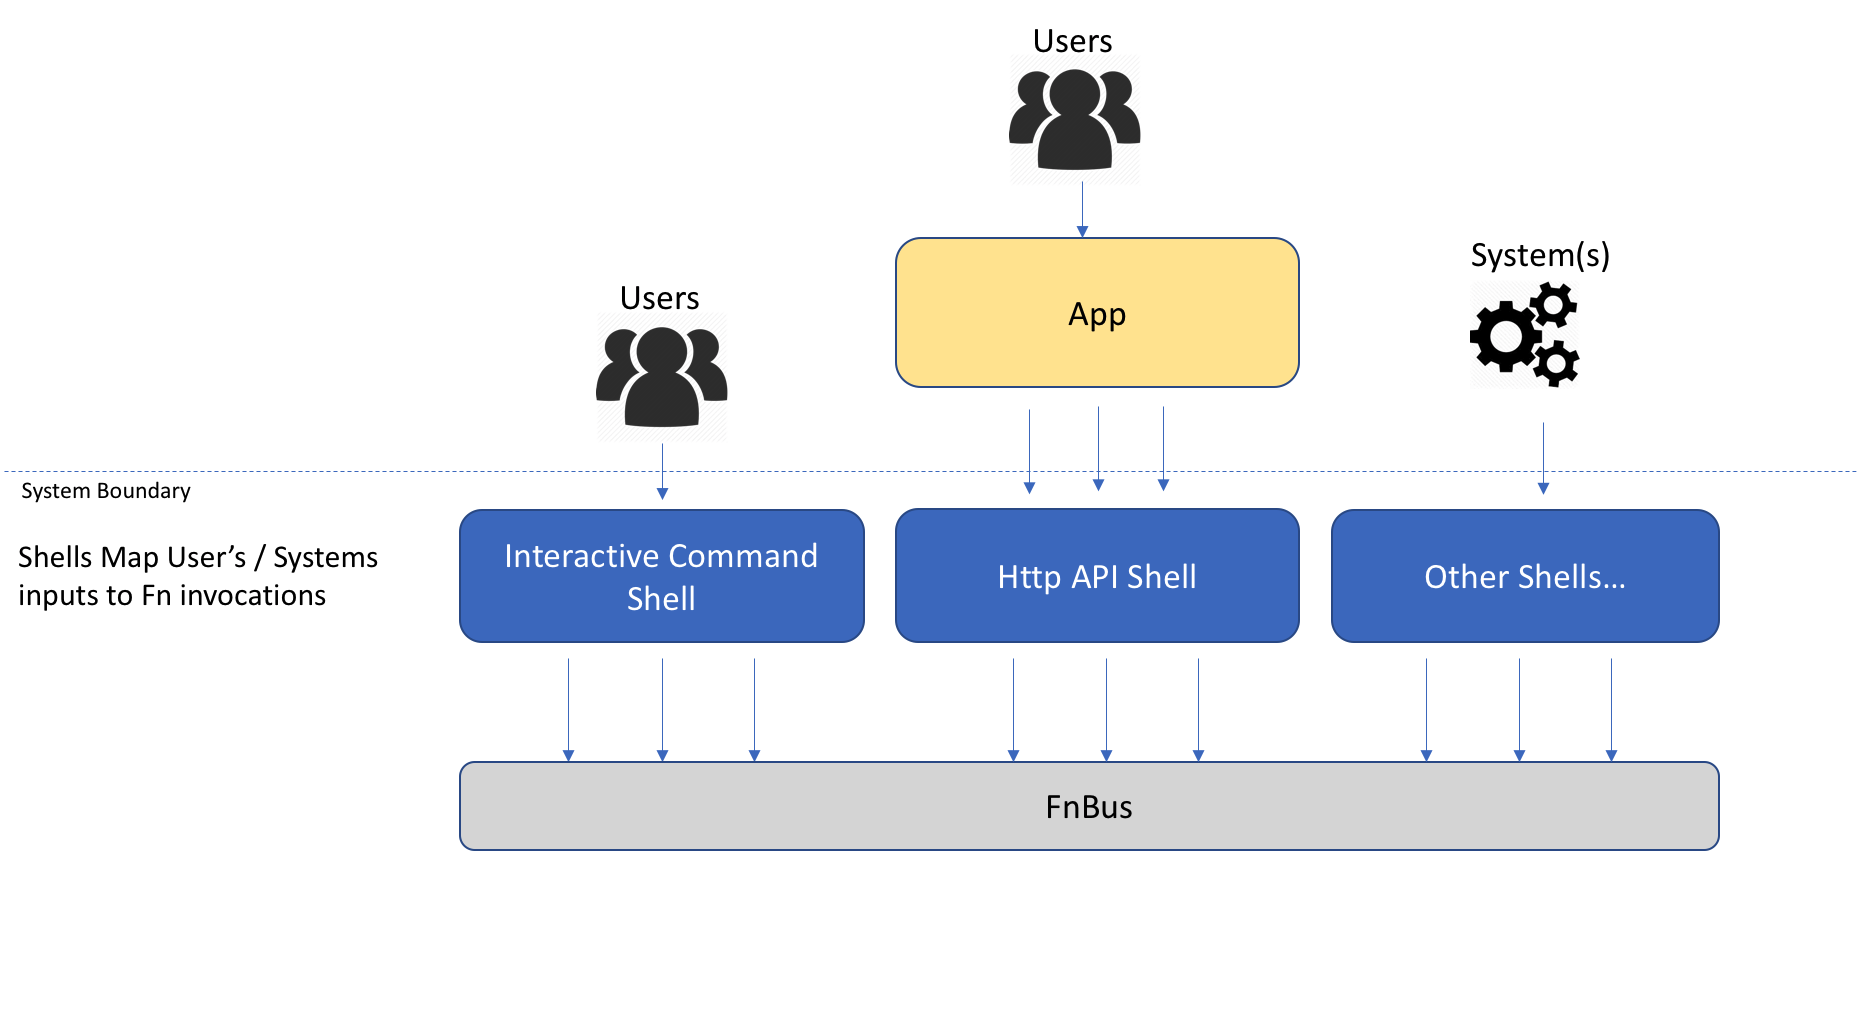 Users
System(s)
Users
App
System Boundary
Shells Map User’s / Systems
inputs to Fn invocations
Interactive Command
Shell
Http API Shell
Other Shells...
FnBus